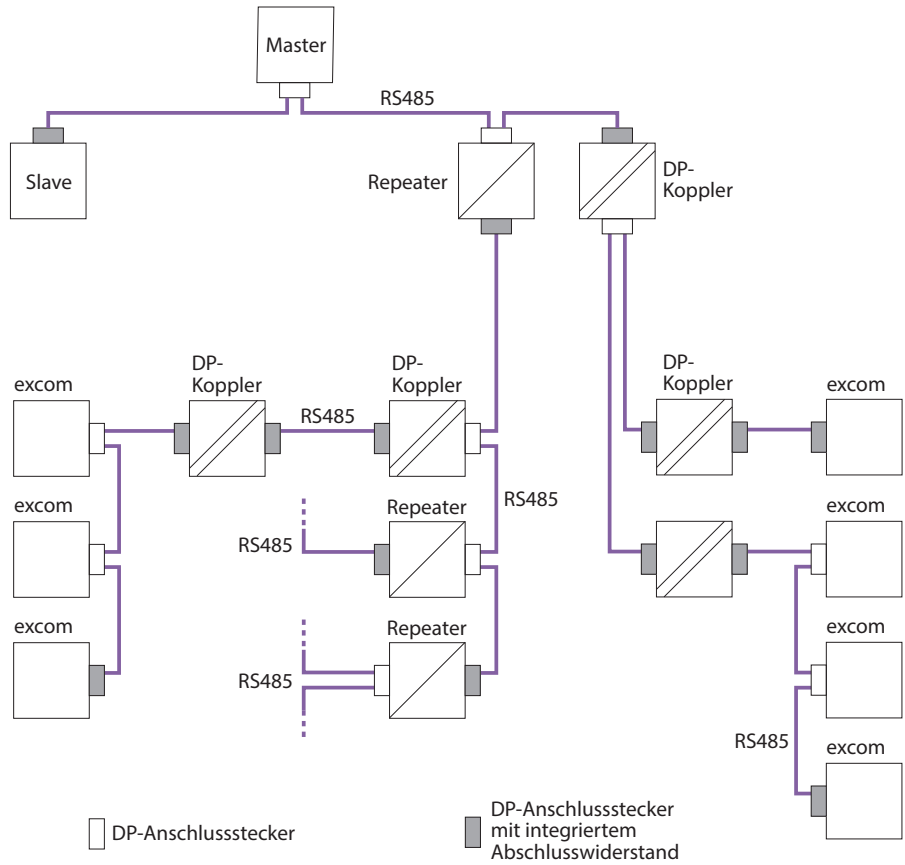 Master
RS485
Slave
Repeater
DP-
Koppler
DP-
Koppler
DP-
Koppler
DP-
Koppler
excom
excom
RS485
Repeater
RS485
excom
RS485
excom
excom
Repeater
excom
RS485
RS485
excom
DP-Anschlussstecker
DP-Anschlussstecker
mit integriertem
Abschlusswiderstand